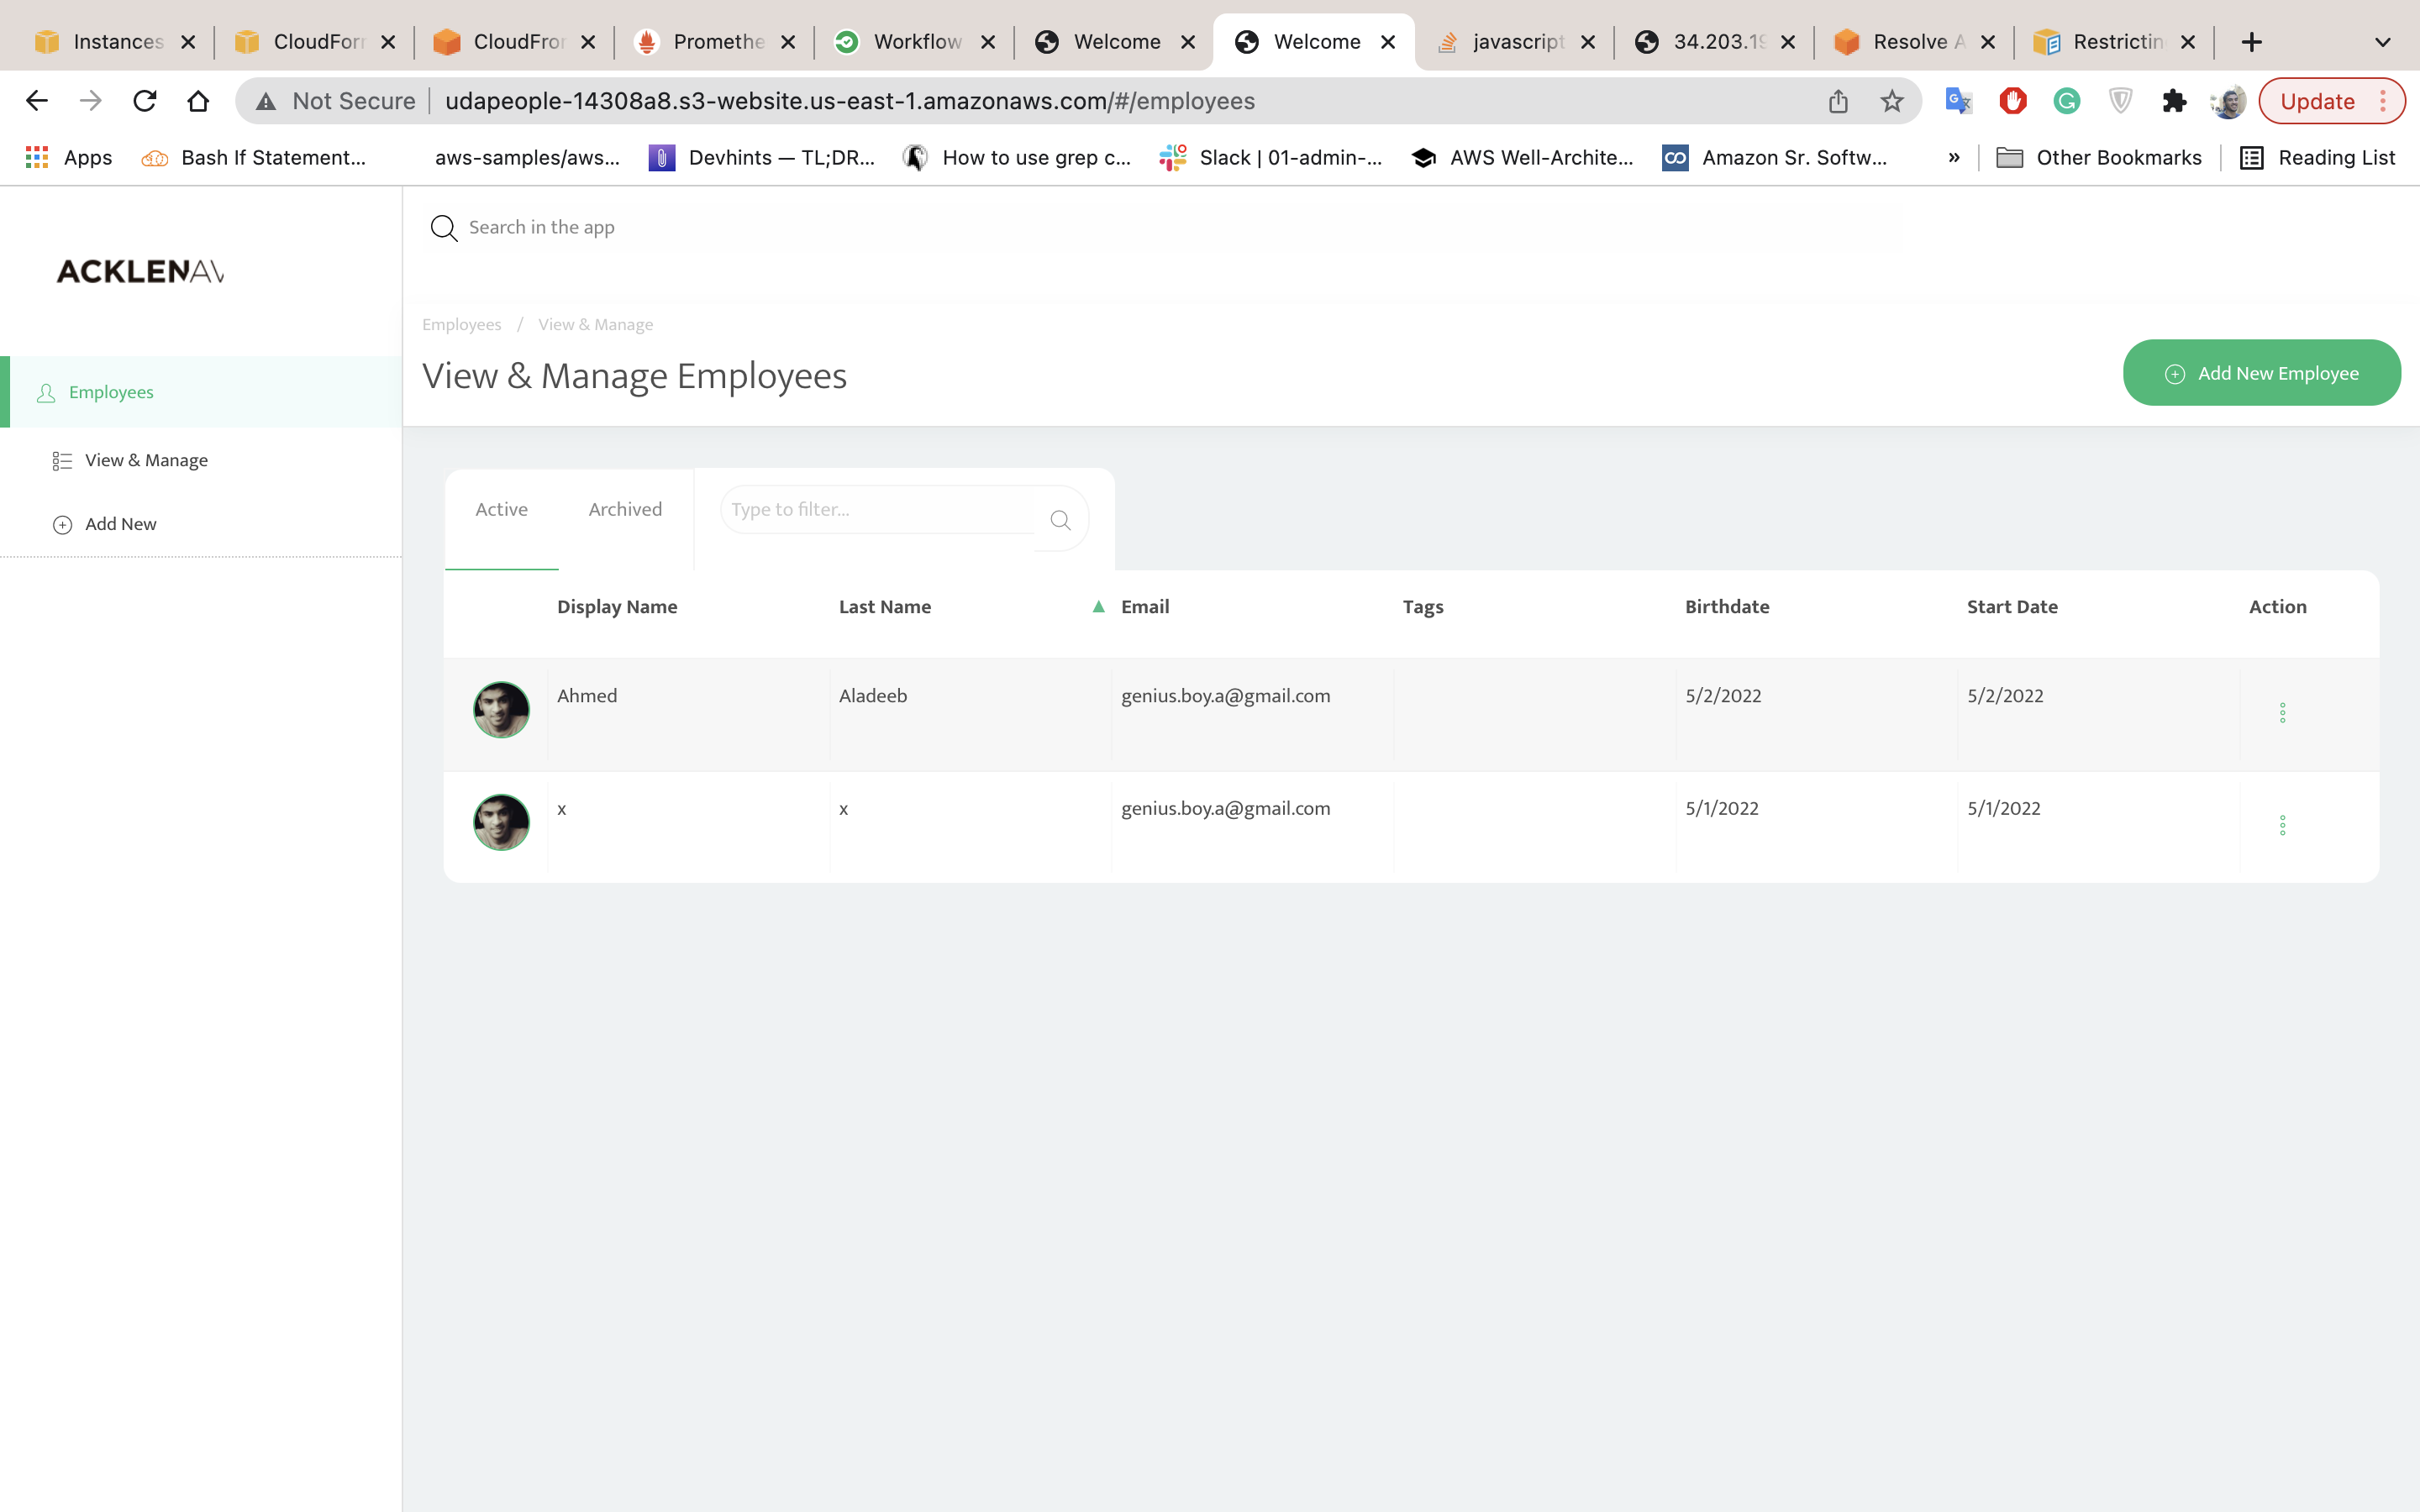 Instances CloudForr CloudFror Promethe Workflow Welcome Welcome javascript 34.203.19 Resolve A Restrictin
Not Secure udapeople-14308a8.s3-website.us-east-1.amazonaws.com/#/employees Update
Apps Bash If Statement... aws-samples/aws... Devhints — TL;DR... How to use grep c... Slack | 01-admin-... AWS Well-Archite... Amazon Sr. Softw... » Other Bookmarks Reading List
Search in the app
ACKLENAV
Employees / View & Manage
View & Manage Employees
Add New Employee
Employees
View & Manage
Add New
Active Archived Type to filter...
Display Name Last Name Email Tags Birthdate Start Date Action
Ahmed Aladeeb genius.boy.a@gmail.com 5/2/2022 5/2/2022
x x genius.boy.a@gmail.com 5/1/2022 5/1/2022